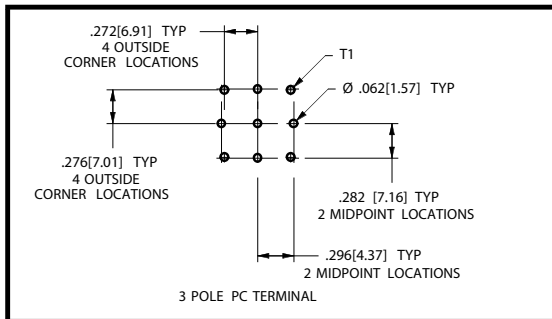 .272[6.91] TYP
4 OUTSIDE
CORNER LOCATIONS
T1
Ø .062[1.57] TYP
.276[7.01] TYP
4 OUTSIDE
CORNER LOCATIONS
.282 [7.16] TYP
2 MIDPOINT LOCATIONS
.296[4.37] TYP
2 MIDPOINT LOCATIONS
3 POLE PC TERMINAL